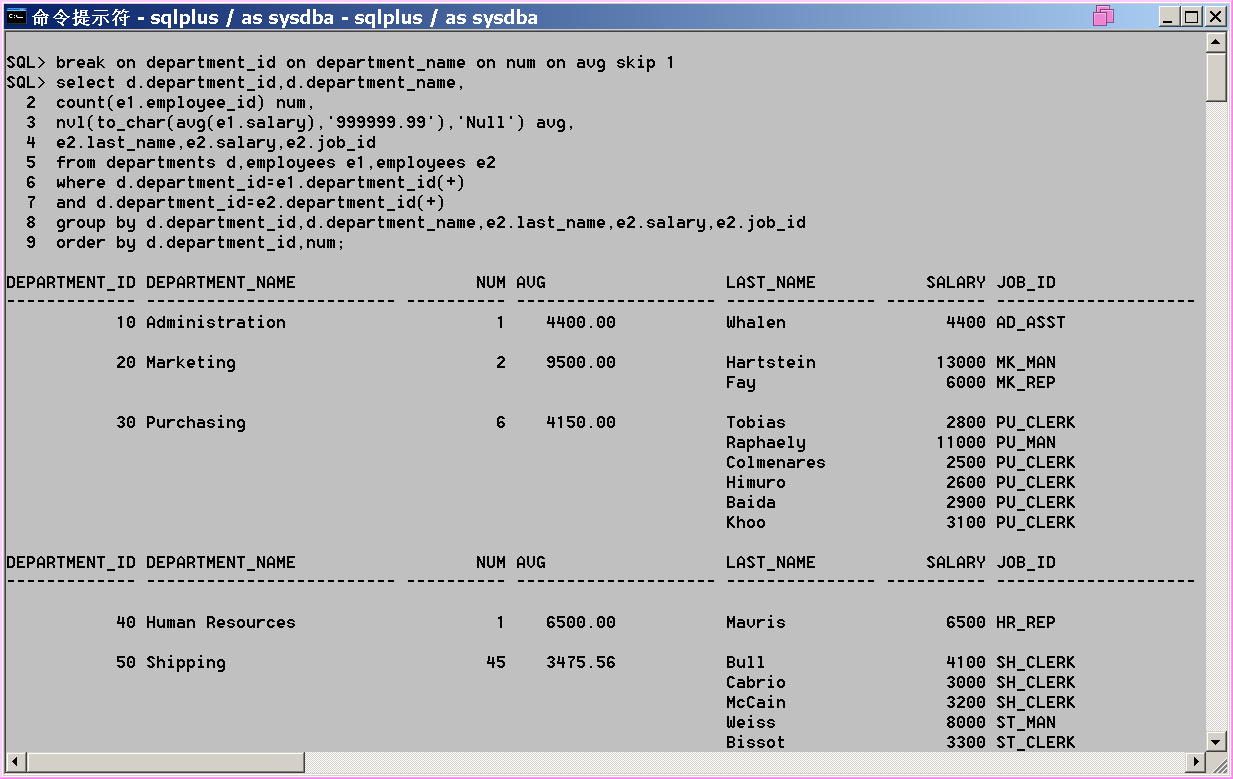 命令提示符 - sqlplus / as sysdba - sqlplus / as sysdba
SQL> break on department_id on department_name on num on avg skip 1
SQL> select d.department_id,d.department_name,
2 count(e1.employee_id) num,
3 nvl(to_char(avg(e1.salary),'999999.99'),'Null') avg,
4 e2.last_name,e2.salary,e2.job_id
5 from departments d,employees e1,employees e2
6 where d.department_id=e1.department_id(+)
7 and d.department_id=e2.department_id(+)
8 group by d.department_id,d.department_name,e2.last_name,e2.salary,e2.job_id
9 order by d.department_id,num;
DEPARTMENT_ID DEPARTMENT_NAME NUM AVG LAST_NAME SALARY JOB_ID
------------- ------------------------- ---------- -------------------- --------------- ---------- --------------------
10 Administration 1 4400.00 Whalen 4400 AD_ASST
20 Marketing 2 9500.00 Hartstein 13000 MK_MAN
Fay 6000 MK_REP
30 Purchasing 6 4150.00 Tobias 2800 PU_CLERK
Raphaely 11000 PU_MAN
Colmenares 2500 PU_CLERK
Himuro 2600 PU_CLERK
Baida 2900 PU_CLERK
Khoo 3100 PU_CLERK
DEPARTMENT_ID DEPARTMENT_NAME NUM AVG LAST_NAME SALARY JOB_ID
------------- ------------------------- ---------- -------------------- --------------- ---------- --------------------
40 Human Resources 1 6500.00 Mavris 6500 HR_REP
50 Shipping 45 3475.56 Bull 4100 SH_CLERK
Cabrio 3000 SH_CLERK
McCain 3200 SH_CLERK
Weiss 8000 ST_MAN
Bissot 3300 ST_CLERK